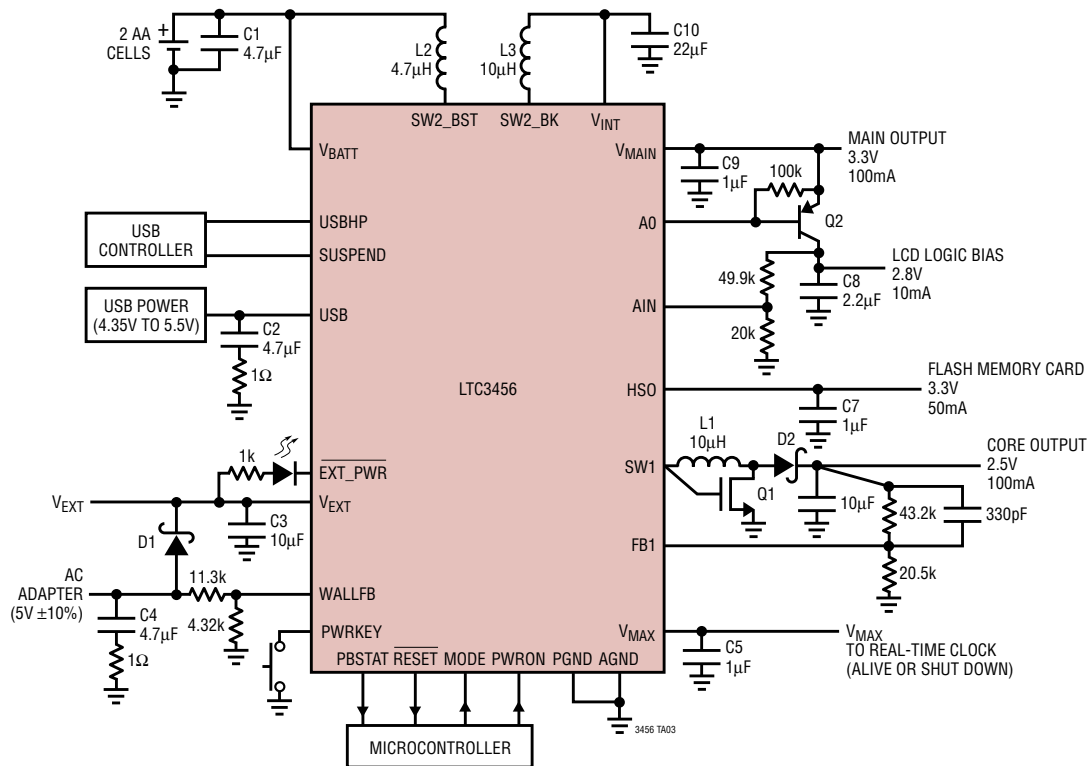 2 AA
CELLS
+
C1
4.7µF
L2
4.7µH
L3
10µH
C10
22µF
SW2_BST
SW2_BK
VINT
VBATT
VMAIN
MAIN OUTPUT
3.3V
100mA
C9
1µF
100k
USB
CONTROLLER
USBHP
SUSPEND
A0
Q2
LCD LOGIC BIAS
2.8V
10mA
49.9k
C8
2.2µF
AIN
20k
USB POWER
(4.35V TO 5.5V)
USB
C2
4.7µF
1Ω
LTC3456
HSO
FLASH MEMORY CARD
3.3V
50mA
C7
1µF
1k
EXT_PWR
SW1
L1
10µH
D2
Q1
CORE OUTPUT
2.5V
100mA
10µF
43.2k
330pF
VEXT
VEXT
C3
10µF
D1
FB1
20.5k
AC
ADAPTER
(5V ±10%)
11.3k
WALLFB
C4
4.7µF
1Ω
4.32k
PWRKEY
VMAX
C5
1µF
VMAX
TO REAL-TIME CLOCK
(ALIVE OR SHUT DOWN)
PBSTAT RESET MODE PWRON PGND AGND
3456 TA03
MICROCONTROLLER